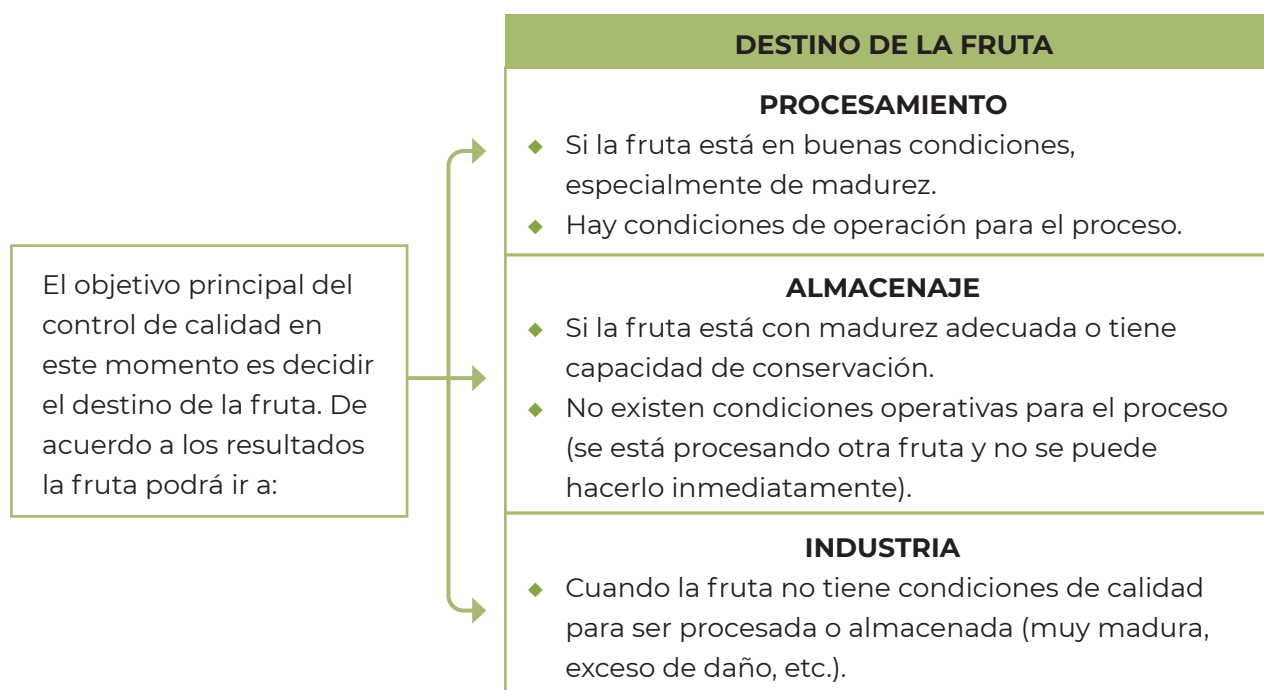 El objetivo principal del
control de calidad en
este momento es decidir
el destino de la fruta. De
acuerdo a los resultados
la fruta podrá ir a:
DESTINO DE LA FRUTA
PROCESAMIENTO
◆ Si la fruta está en buenas condiciones,
especialmente de madurez.
◆ Hay condiciones de operación para el proceso.
ALMACENAJE
◆ Si la fruta está con madurez adecuada o tiene
capacidad de conservación.
◆ No existen condiciones operativas para el proceso
(se está procesando otra fruta y no se puede
hacerlo inmediatamente).
INDUSTRIA
◆ Cuando la fruta no tiene condiciones de calidad
para ser procesada o almacenada (muy madura,
exceso de daño, etc.).